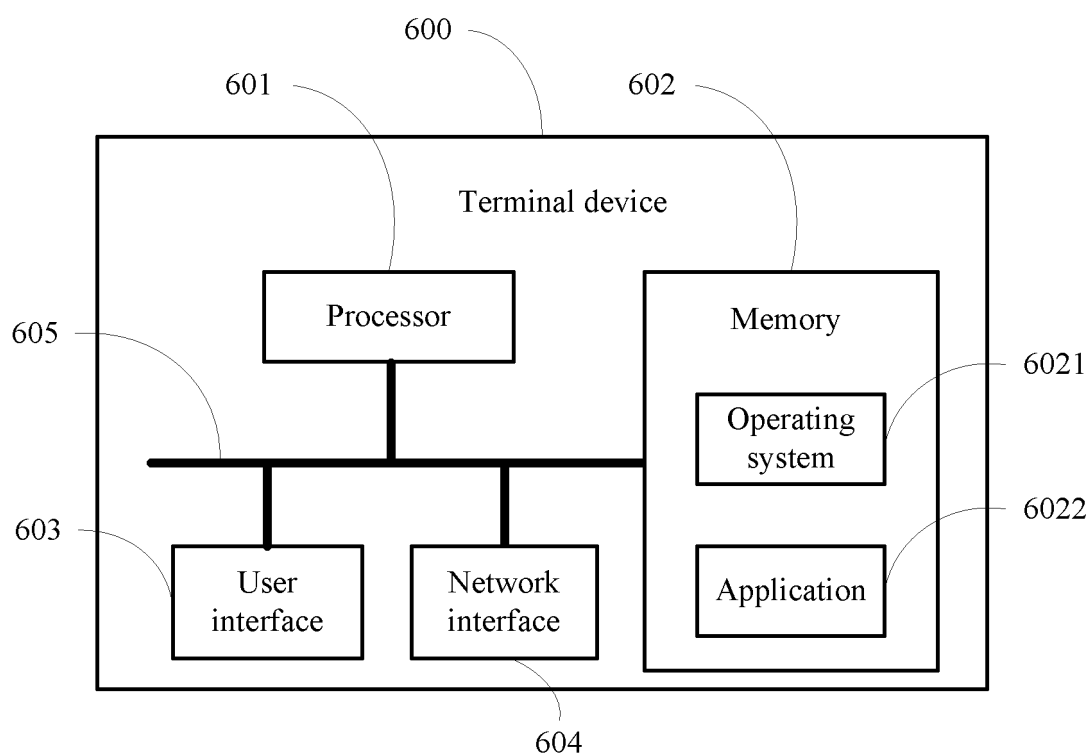 600
601
602
Terminal device
Processor
Memory
605
6021
Operating
system
603
6022
User
interface
Network
interface
Application
604